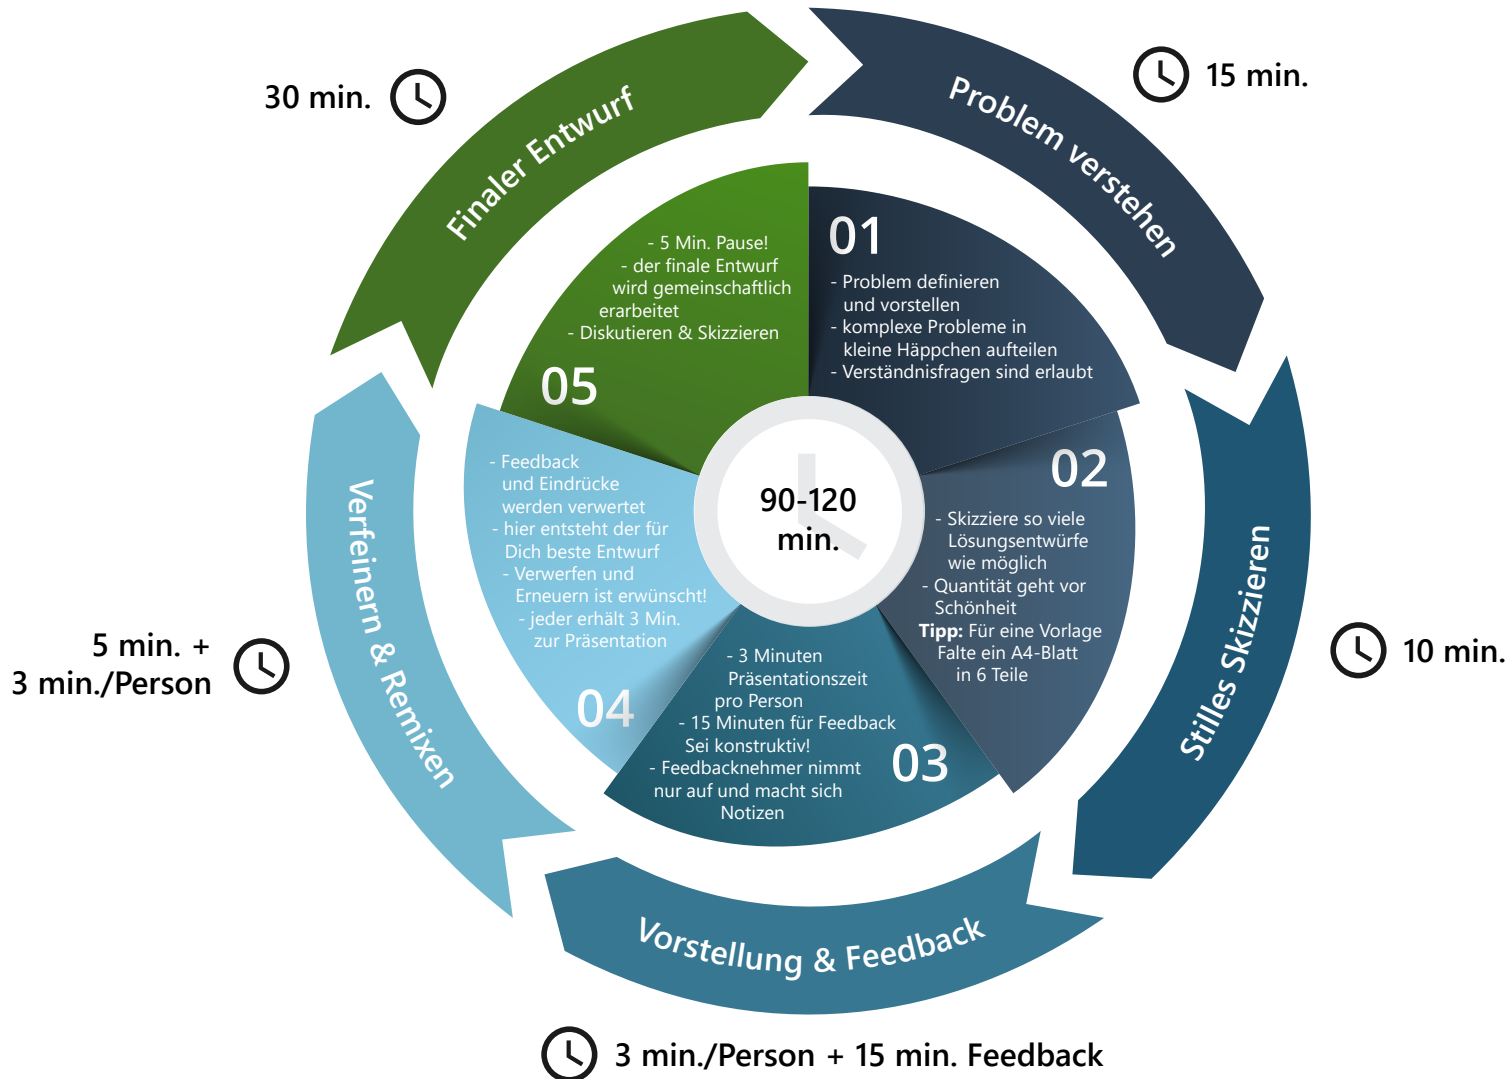 Problem verstehen
15 min.
01
- Problem definieren
und vorstellen
- komplexe Probleme in
kleine Häppchen aufteilen
- Verständnisfragen sind erlaubt
Stilles Skizzieren
10 min.
02
- Skizziere so viele
Lösungsentwürfe
wie möglich
- Quantität geht vor
Schönheit
Tipp: Für eine Vorlage
Falte ein A4-Blatt
in 6 Teile
Vorstellung & Feedback
3 min./Person + 15 min. Feedback
03
- 3 Minuten
Präsentationszeit
pro Person
- 15 Minuten für Feedback
Sei konstruktiv!
- Feedbacknehmer nimmt
nur auf und macht sich
Notizen
Verfeinern & Remixen
5 min. +
3 min./Person
04
- Feedback
und Eindrücke
werden verwertet
- hier entsteht der für
Dich beste Entwurf
- Verwerfen und
Erneuern ist erwünscht!
- jeder erhält 3 Min.
zur Präsentation
Finaler Entwurf
30 min.
05
- 5 Min. Pause!
- der finale Entwurf
wird gemeinschaftlich
erarbeitet
- Diskutieren & Skizzieren
90-120
min.